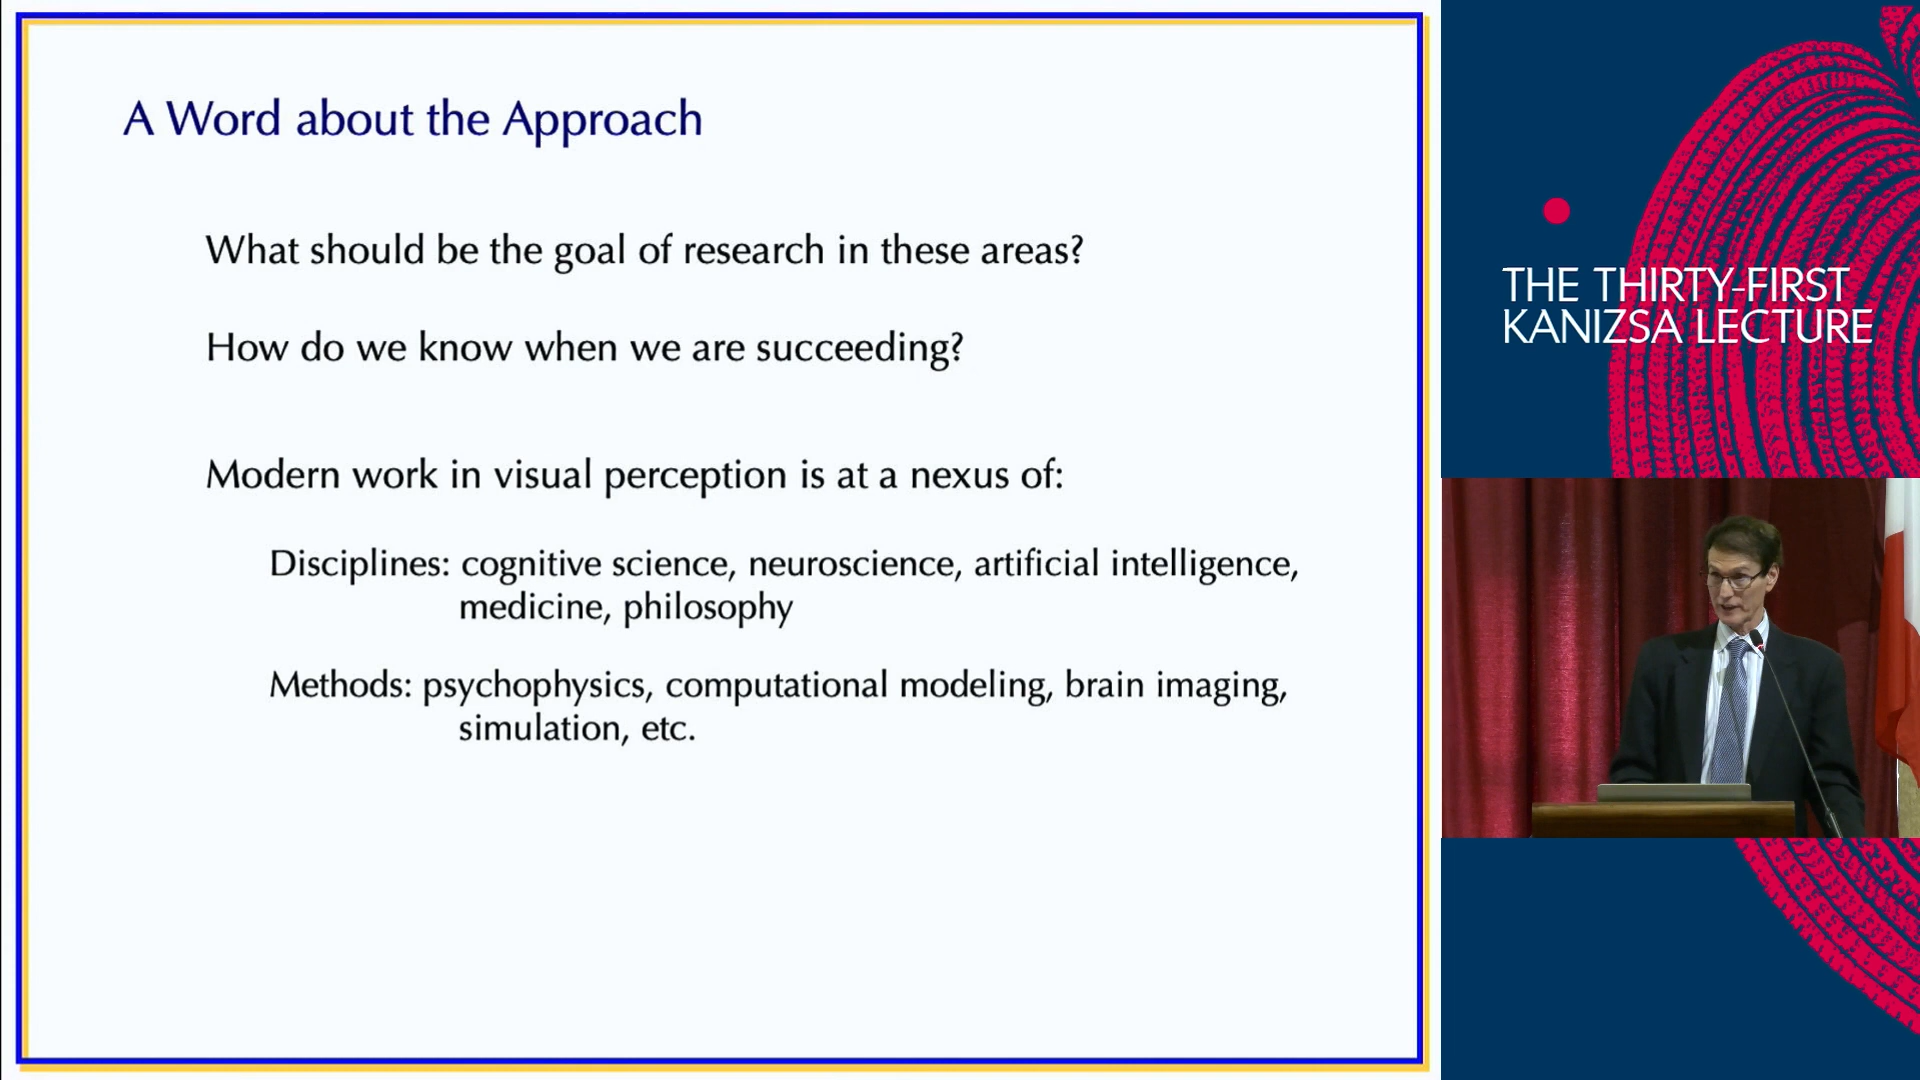 A Word about the Approach
What should be the goal of research in these areas?
How do we know when we are succeeding?
Modern work in visual perception is at a nexus of:
Disciplines: cognitive science, neuroscience, artificial intelligence,
medicine, philosophy
Methods: psychophysics, computational modeling, brain imaging,
simulation, etc.
THE THIRTY-FIRST
KANIZSA LECTURE